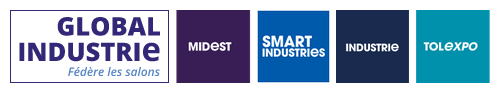 GLOBAL
INDUSTRIe
Fédère les salons
MIDeST
SMART
INDUSTRIeS
INDUSTRIe
TOLeXPO